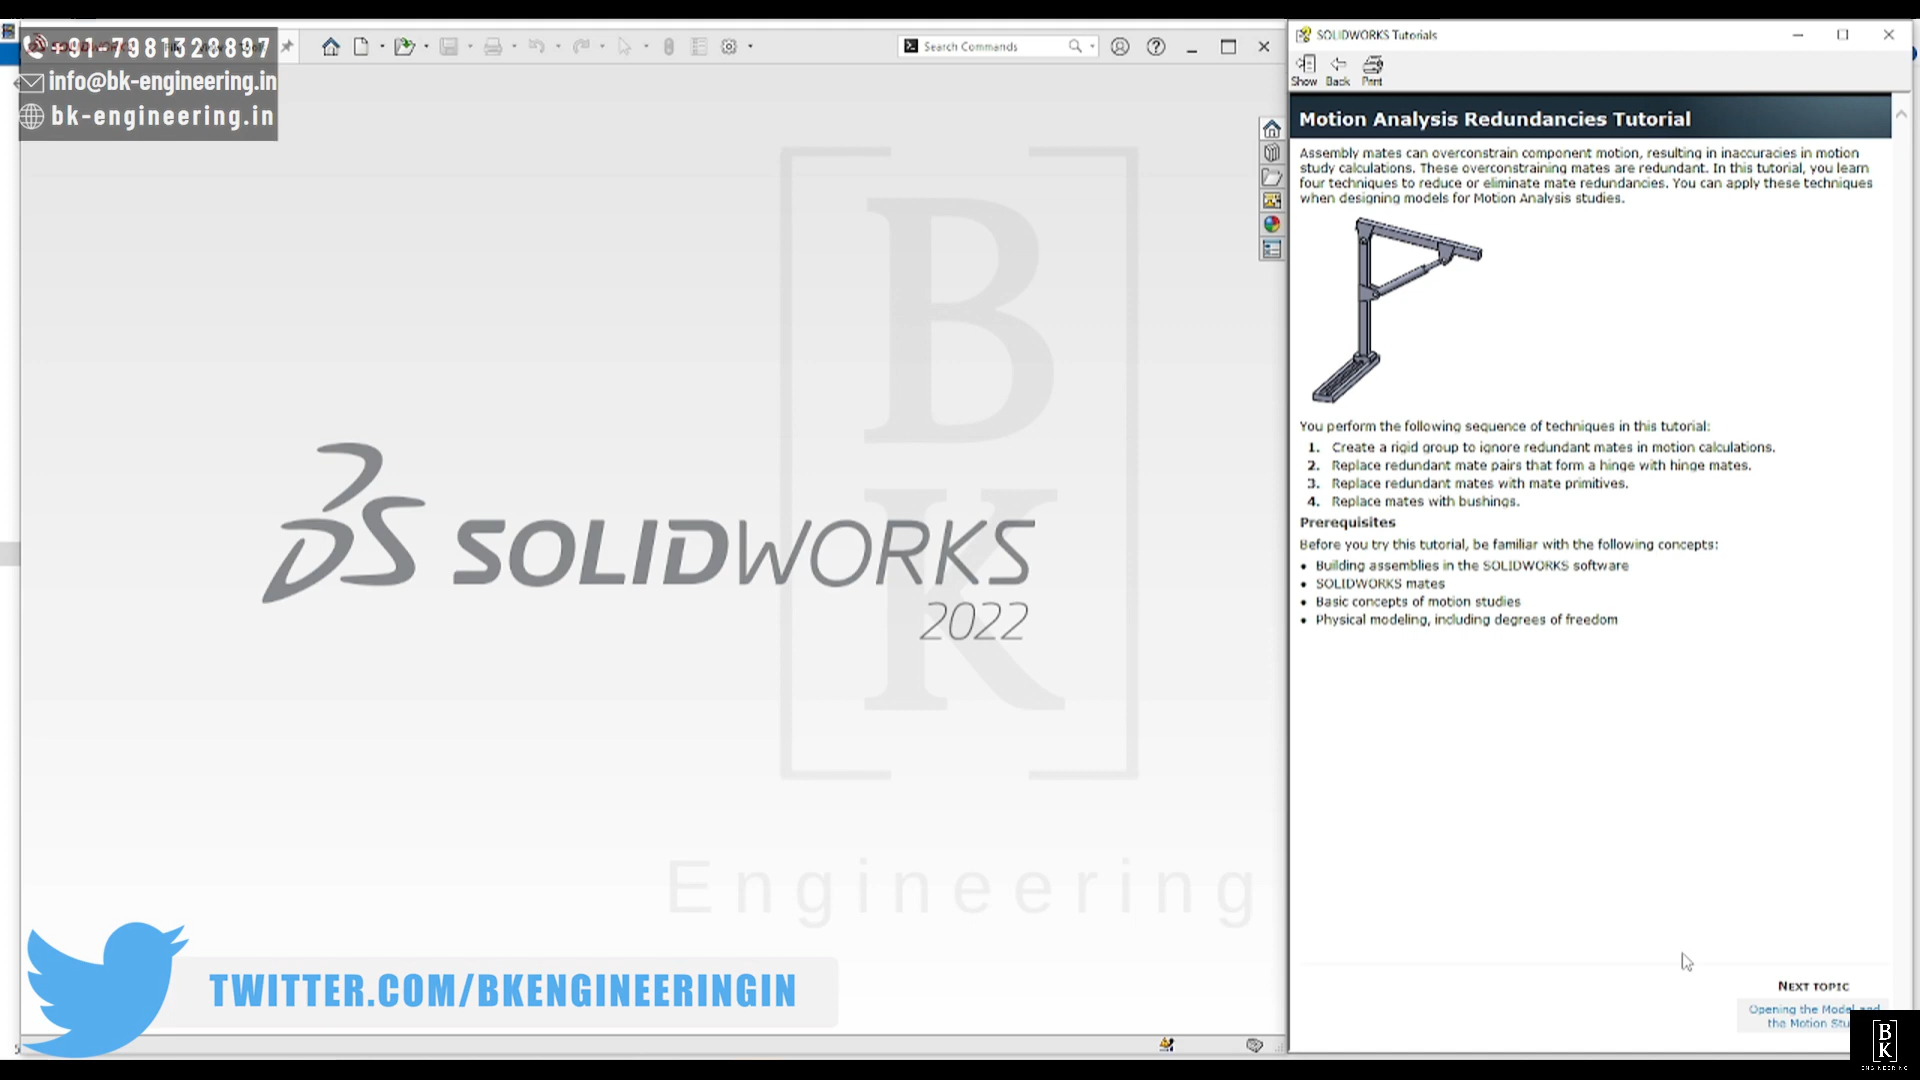 +91-7981328897
info@bk-engineering.in
bk-engineering.in
Search Commands
SOLIDWORKS Tutorials
Show Back Print
Motion Analysis Redundancies Tutorial
Assembly mates can overconstrain component motion, resulting in inaccuracies in motion
study calculations. These overconstraining mates are redundant. In this tutorial, you learn
four techniques to reduce or eliminate mate redundancies. You can apply these techniques
when designing models for Motion Analysis studies.
You perform the following sequence of techniques in this tutorial:
1. Create a rigid group to ignore redundant mates in motion calculations.
2. Replace redundant mate pairs that form a hinge with hinge mates.
3. Replace redundant mates with mate primitives.
4. Replace mates with bushings.
Prerequisites
Before you try this tutorial, be familiar with the following concepts:
• Building assemblies in the SOLIDWORKS software
• SOLIDWORKS mates
• Basic concepts of motion studies
• Physical modeling, including degrees of freedom
NEXT TOPIC
Opening the Model and
the Motion Stu
B
K
Engineering
DS SOLIDWORKS
2022
TWITTER.COM/BKENGINEERINGIN
B
K
ENGINEERING